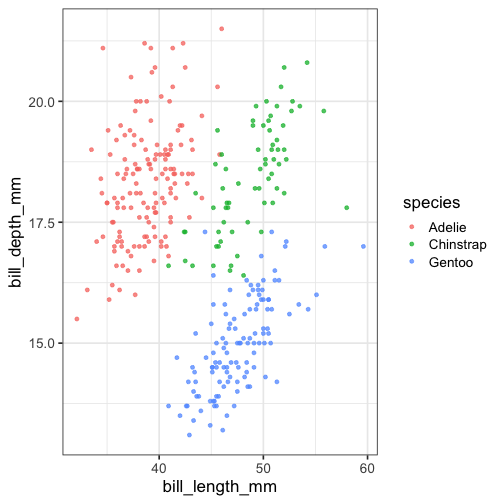 20.0
17.5
15.0
bill_depth_mm
40
50
60
bill_length_mm
species
Adelie
Chinstrap
Gentoo